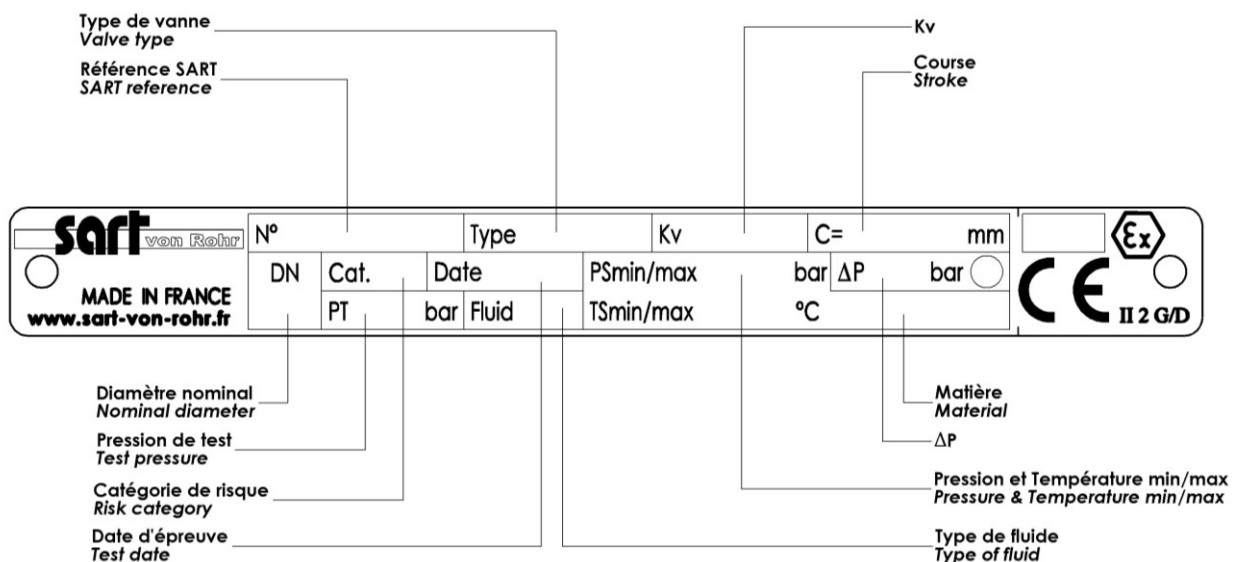 Type de vanne
Valve type
Kv
Référence SART
SART reference
Course
Stroke
sart von Rohr
MADE IN FRANCE
www.sart-von-rohr.fr
Nº Type Kv C= mm
DN Cat. Date PSmin/max bar ΔP bar
PT bar Fluid TSmin/max ºC
Ex
CE II 2 G/D
Diamètre nominal
Nominal diameter
Matière
Material
Pression de test
Test pressure
ΔP
Catégorie de risque
Risk category
Pression et Température min/max
Pressure & Temperature min/max
Date d'épreuve
Test date
Type de fluide
Type of fluid